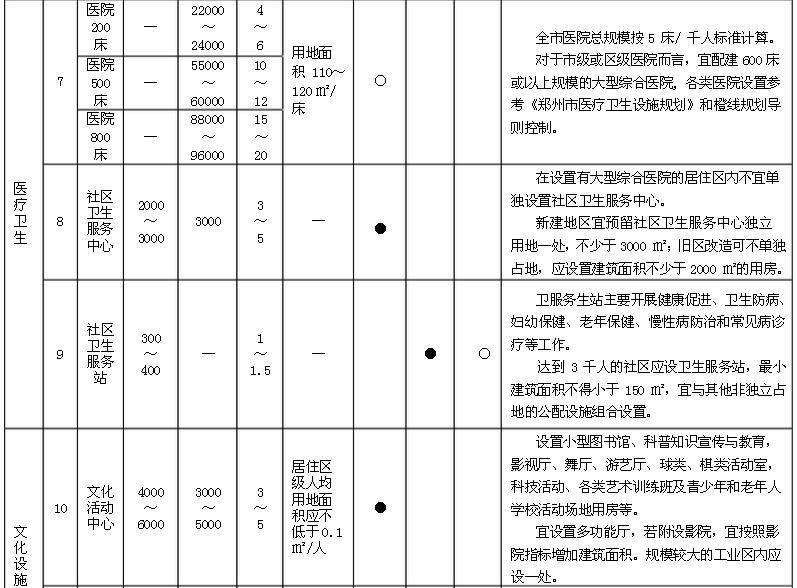 医疗卫生
7
医院
200
床
—
22000
～
24000
4
～
6
医院
500
床
—
55000
～
60000
10
～
12
医院
800
床
—
88000
～
96000
15
～
20
用地面
积 110～
120 ㎡/
床
○
全市医院总规模按 5 床/ 千人标准计算。
对于市级或区级医院而言，宜配建 600 床
或以上规模的大型综合医院, 各类医院设置参
考《郑州市医疗卫生设施规划》和橙线规划导
则控制。
8
社区
卫生
服务
中心
2000
～
3000
3000
3
～
5
—
●
在设置有大型综合医院的居住区内不宜单
独设置社区卫生服务中心。
新建地区宜预留社区卫生服务中心独立
用地一处，不少于 3000 ㎡；旧区改造可不单独
占地，应设置建筑面积不少于 2000 ㎡的用房。
9
社区
卫生
服务
站
300
～
400
—
1
～
1.5
—
●
○
卫服务生站主要开展健康促进、卫生防病、
妇幼保健、老年保健、慢性病防治和常见病诊
疗等工作。
达到 3 千人的社区应设卫生服务站，最小
建筑面积不得小于 150 ㎡，宜与其他非独立占
地的公配设施组合设置。
文化设施
10
文化
活动
中心
4000
～
6000
3000
～
5000
3
～
5
居住区
级人均
用地面
积应不
低于0.1
㎡/人
●
设置小型图书馆、科普知识宣传与教育，
影视厅、舞厅、游艺厅、球类、棋类活动室，
科技活动、各类艺术训练班及青少年和老年人
学校活动场地用房等。
宜设置多功能厅，若附设影院，宜按照影
院指标增加建筑面积。规模较大的工业区内应
设一处。